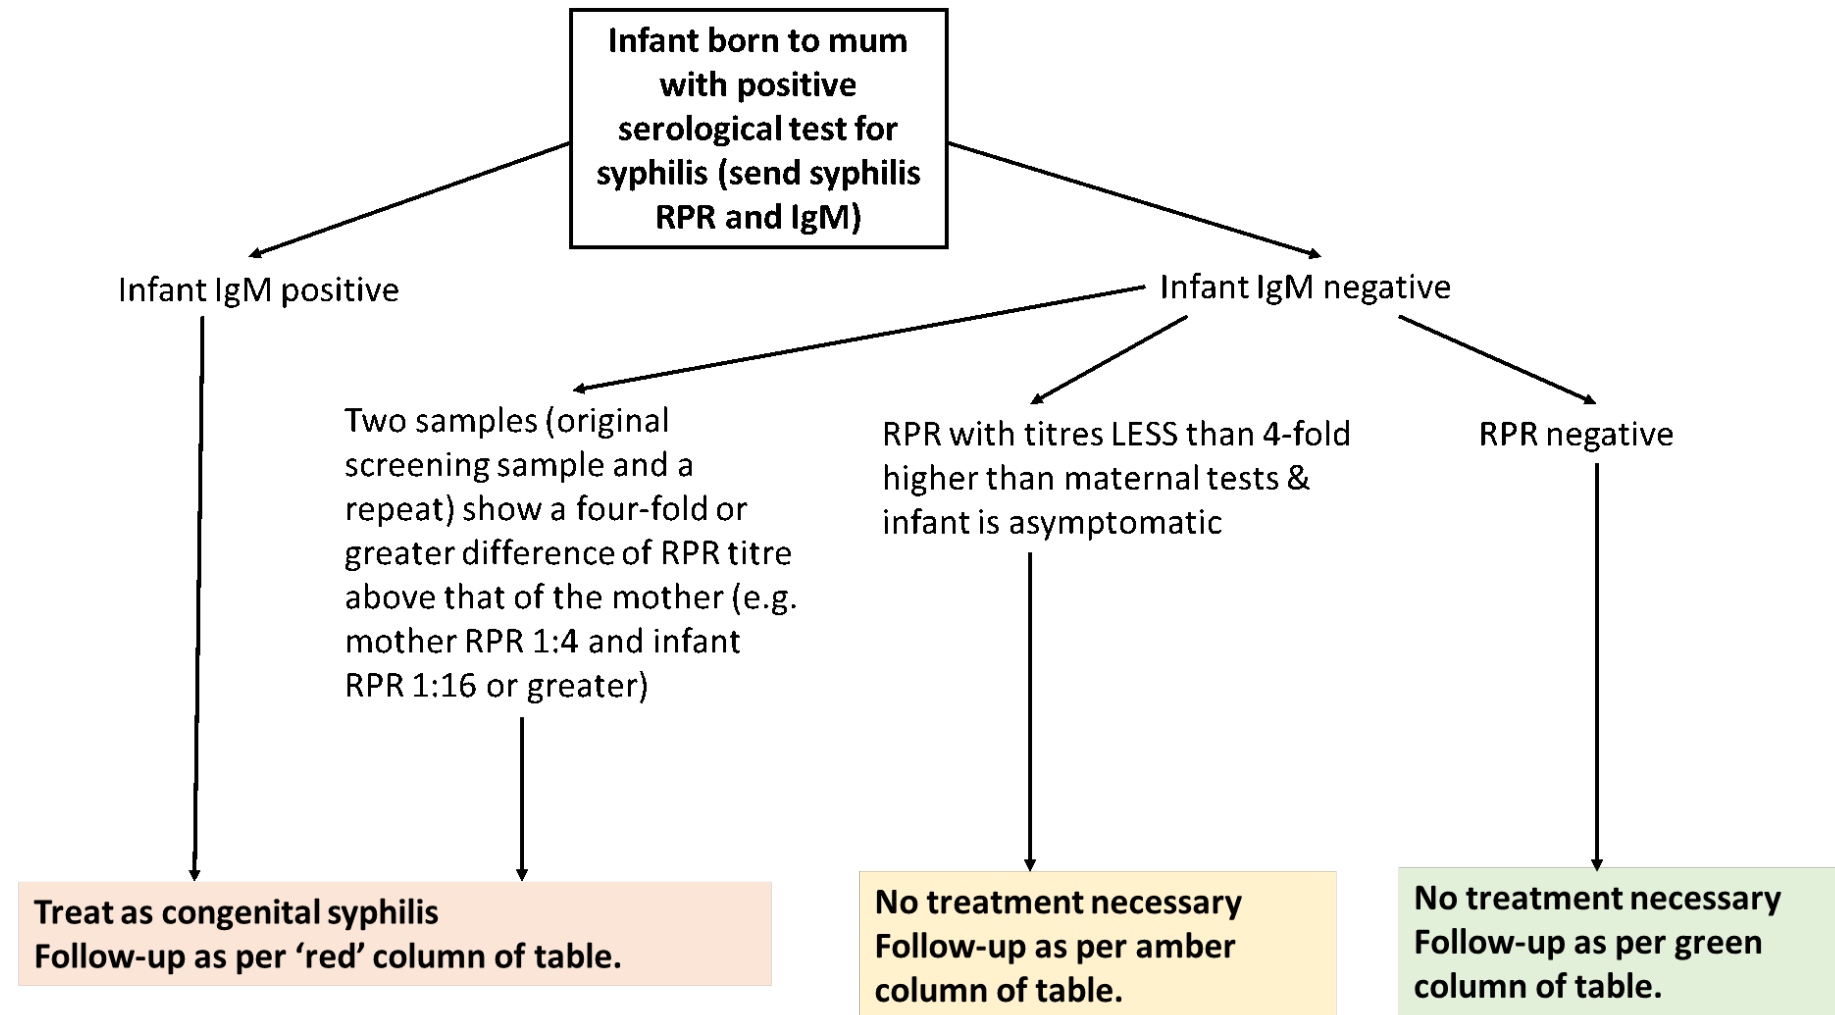 Infant born to mum
with positive
serological test for
syphilis (send syphilis
RPR and IgM)
Infant IgM positive
Infant IgM negative
Two samples (original
screening sample and a
repeat) show a four-fold or
greater difference of RPR titre
above that of the mother (e.g.
mother RPR 1:4 and infant
RPR 1:16 or greater)
RPR with titres LESS than 4-fold
higher than maternal tests &
infant is asymptomatic
RPR negative
Treat as congenital syphilis
Follow-up as per ‘red’ column of table.
No treatment necessary
Follow-up as per amber
column of table.
No treatment necessary
Follow-up as per green
column of table.